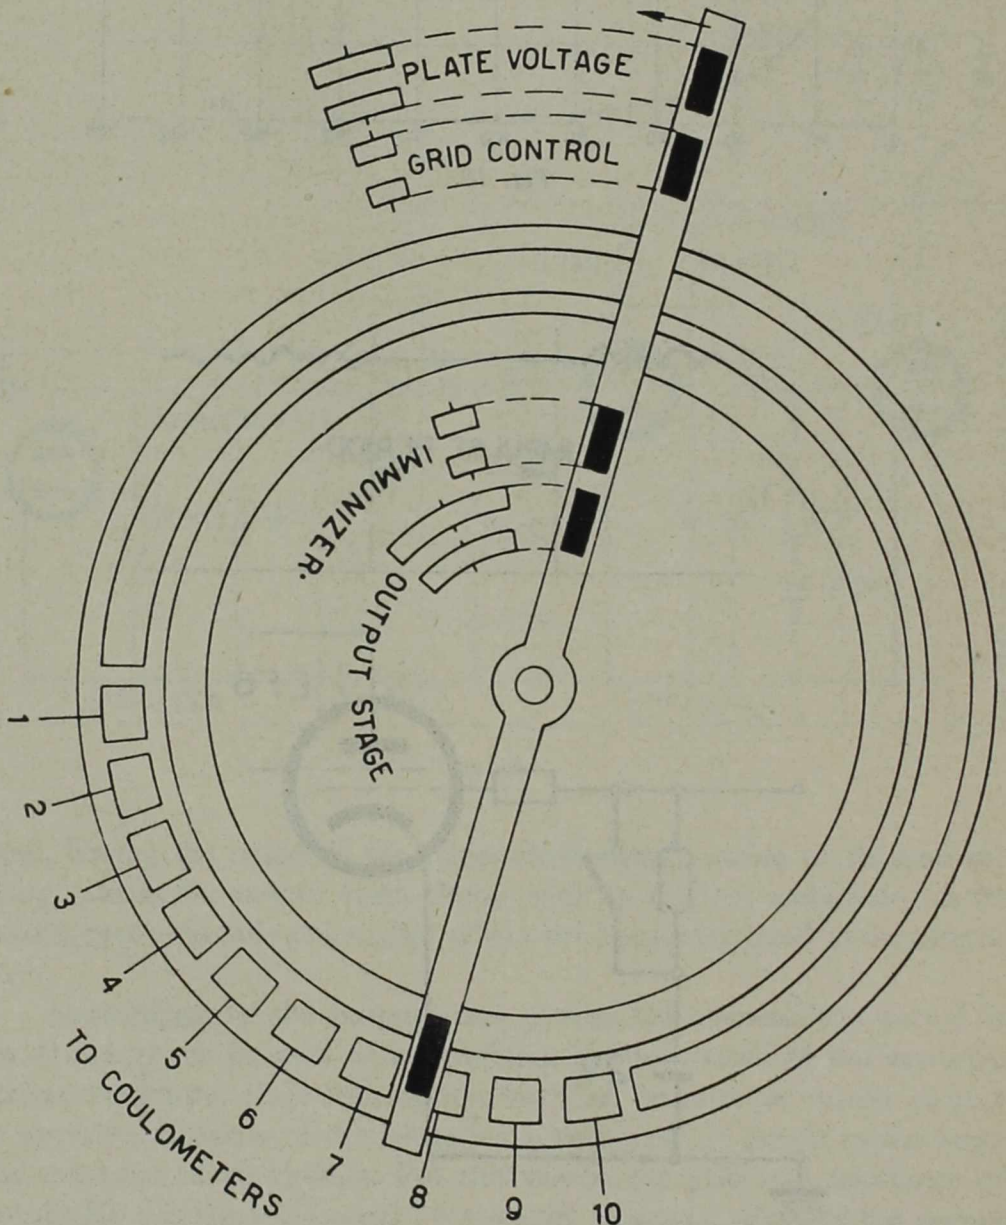 PLATE VOLTAGE
GRID CONTROL
IMMUNIZER.
OUTPUT STAGE
1
2
3
4
5
6
7
8
9
10
TO COULOMETERS